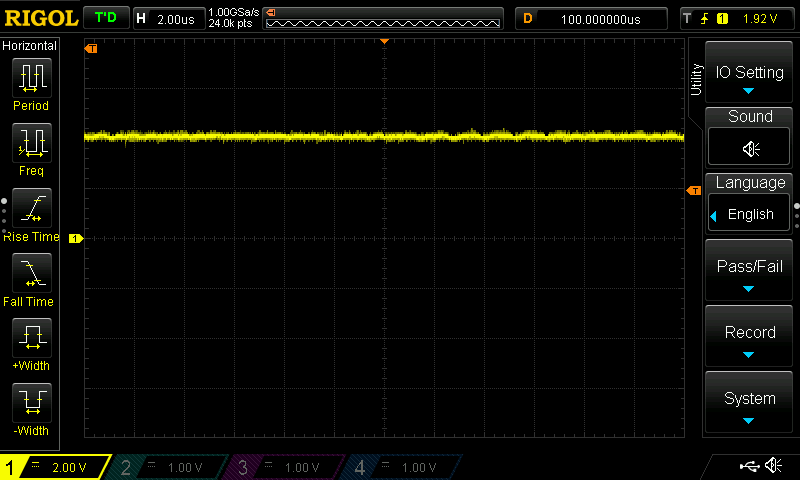 RIGOL T'D H 2.00us 1.00GSa/s D 100.000000us T 1 1.92 V
24.0k pts
Horizontal
T
Period
Freq
Rise Time
Fall Time
+Width
-Width
1
T
Utility
IO Setting
Sound
Language
English
Pass/Fail
Record
System
1 2.00 V 2 1.00 V 3 1.00 V 4 1.00 V